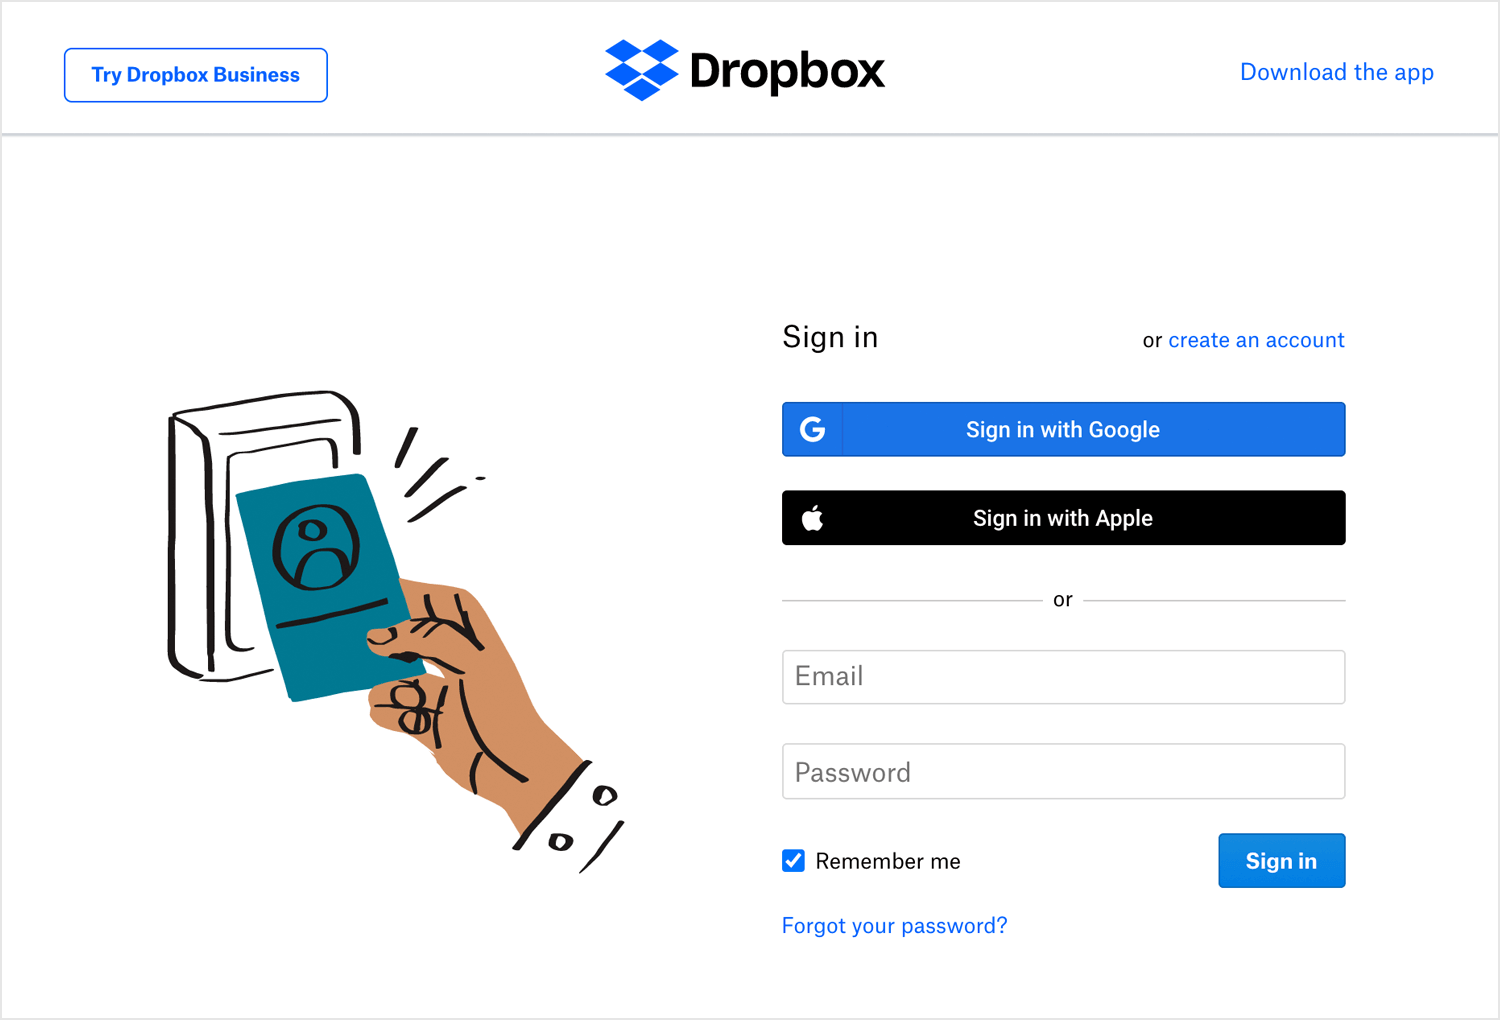 Try Dropbox Business
Dropbox
Download the app
Sign in
or create an account
Sign in with Google
Sign in with Apple
or
Email
Password
Remember me
Sign in
Forgot your password?